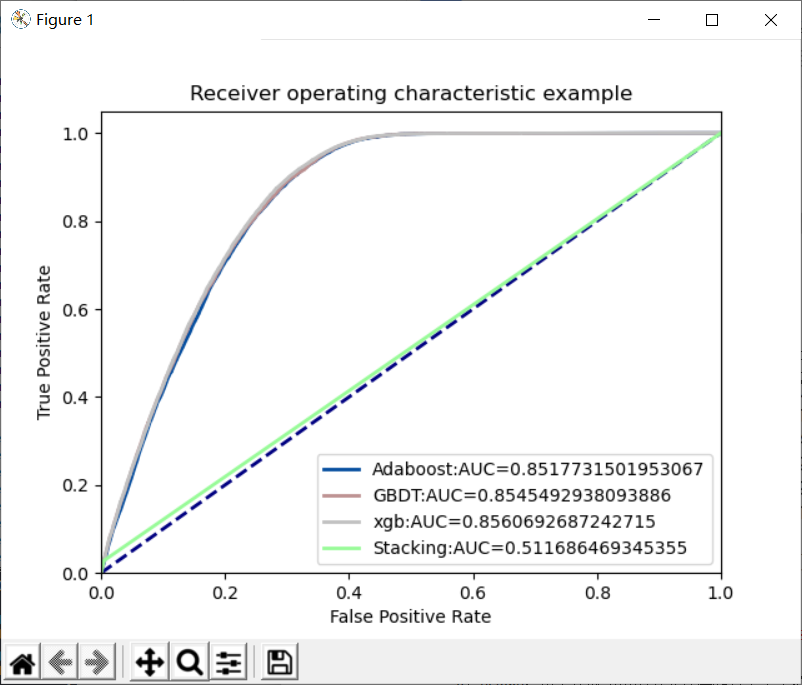 Figure 1
Receiver operating characteristic example
1.0
0.8
0.6
0.4
0.2
0.0
True Positive Rate
Adaboost:AUC=0.8517731501953067
GBDT:AUC=0.8545492938093886
xgb:AUC=0.8560692687242715
Stacking:AUC=0.511686469345355
0.0 0.2 0.4 0.6 0.8 1.0
False Positive Rate